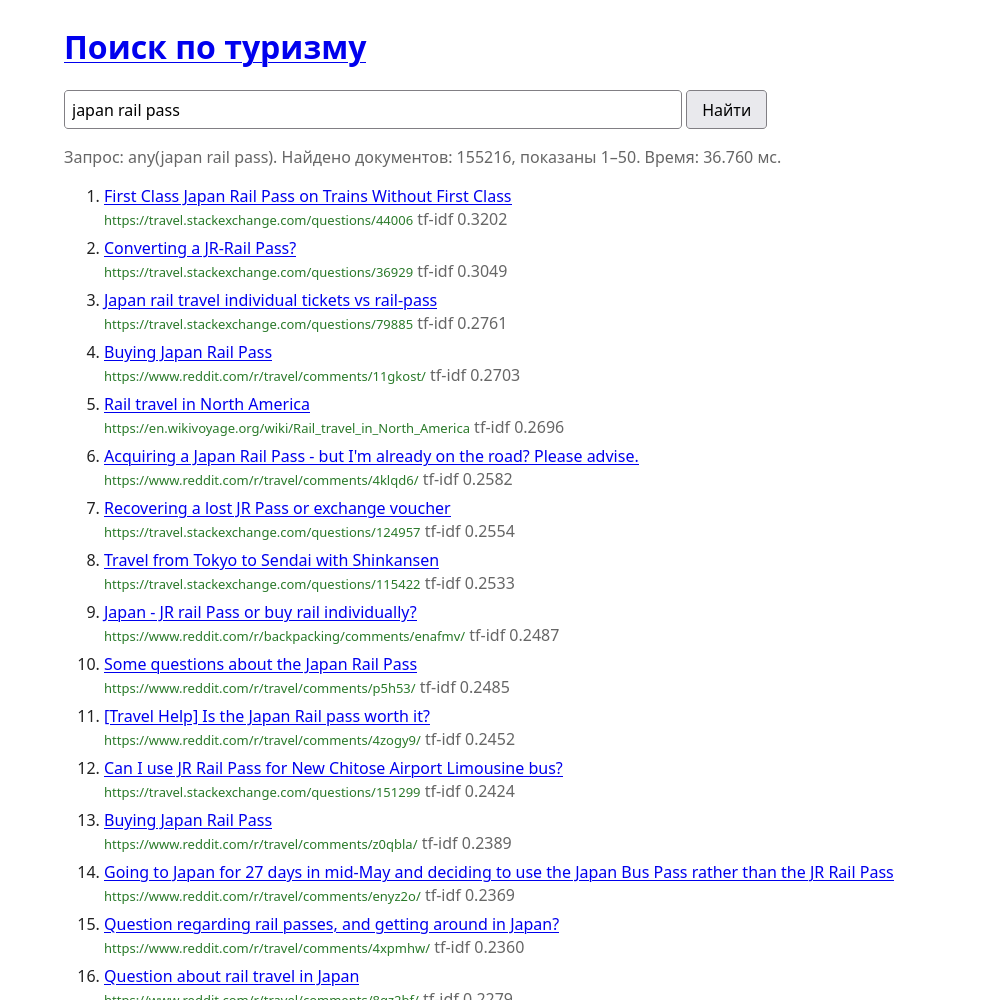 Поиск по туризму
japan rail pass
Найти
Запрос: any(japan rail pass). Найдено документов: 155216, показаны 1–50. Время: 36.760 мс.
1. First Class Japan Rail Pass on Trains Without First Class
https://travel.stackexchange.com/questions/44006 tf-idf 0.3202
2. Converting a JR-Rail Pass?
https://travel.stackexchange.com/questions/36929 tf-idf 0.3049
3. Japan rail travel individual tickets vs rail-pass
https://travel.stackexchange.com/questions/79885 tf-idf 0.2761
4. Buying Japan Rail Pass
https://www.reddit.com/r/travel/comments/11gkost/ tf-idf 0.2703
5. Rail travel in North America
https://en.wikivoyage.org/wiki/Rail_travel_in_North_America tf-idf 0.2696
6. Acquiring a Japan Rail Pass - but I'm already on the road? Please advise.
https://www.reddit.com/r/travel/comments/4klqd6/ tf-idf 0.2582
7. Recovering a lost JR Pass or exchange voucher
https://travel.stackexchange.com/questions/124957 tf-idf 0.2554
8. Travel from Tokyo to Sendai with Shinkansen
https://travel.stackexchange.com/questions/115422 tf-idf 0.2533
9. Japan - JR rail Pass or buy rail individually?
https://www.reddit.com/r/backpacking/comments/enafmv/ tf-idf 0.2487
10. Some questions about the Japan Rail Pass
https://www.reddit.com/r/travel/comments/p5h53/ tf-idf 0.2485
11. [Travel Help] Is the Japan Rail pass worth it?
https://www.reddit.com/r/travel/comments/4zogy9/ tf-idf 0.2452
12. Can I use JR Rail Pass for New Chitose Airport Limousine bus?
https://travel.stackexchange.com/questions/151299 tf-idf 0.2424
13. Buying Japan Rail Pass
https://www.reddit.com/r/travel/comments/z0qbla/ tf-idf 0.2389
14. Going to Japan for 27 days in mid-May and deciding to use the Japan Bus Pass rather than the JR Rail Pass
https://www.reddit.com/r/travel/comments/enyz2o/ tf-idf 0.2369
15. Question regarding rail passes, and getting around in Japan?
https://www.reddit.com/r/travel/comments/4xpmhw/ tf-idf 0.2360
16. Question about rail travel in Japan
tf-idf 0.2279